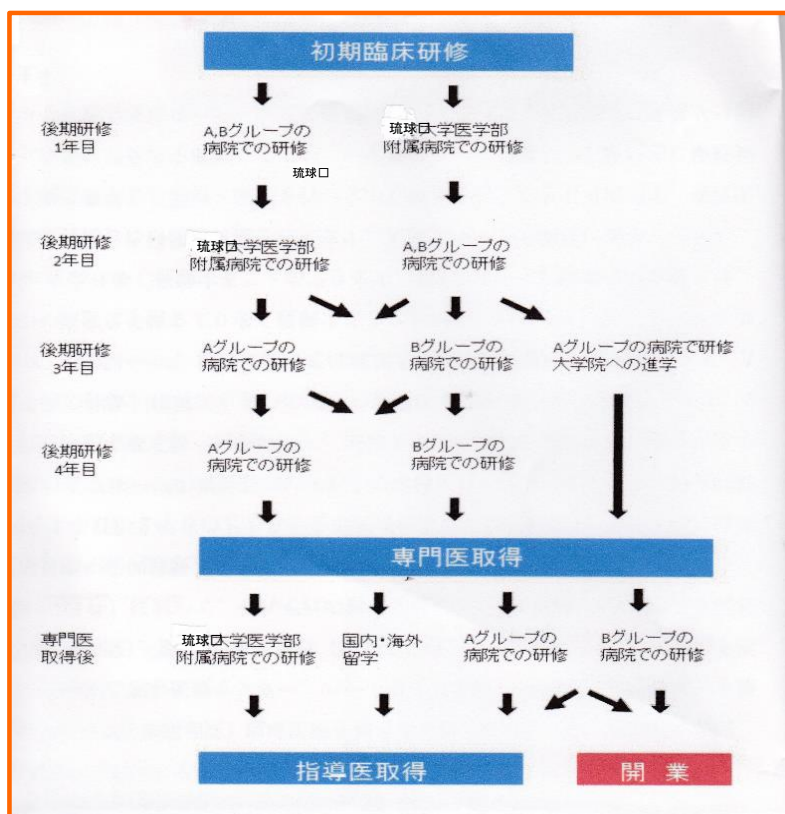 初期臨床研修
後期研修
1年目
A,Bグループの
病院での研修
琉球口大学医学部
附属病院での研修
琉球口
後期研修
2年目
琉球口大学医学部
附属病院での研修
A,Bグループの
病院での研修
後期研修
3年目
Aグループの
病院での研修
Bグループの
病院での研修
Aグループの病院で研修
大学院への進学
後期研修
4年目
Aグループの
病院での研修
Bグループの
病院での研修
専門医取得
専門医
取得後
琉球口大学医学部
附属病院での研修
国内・海外
留学
Aグループの
病院での研修
Bグループの
病院での研修
指導医取得
開 業